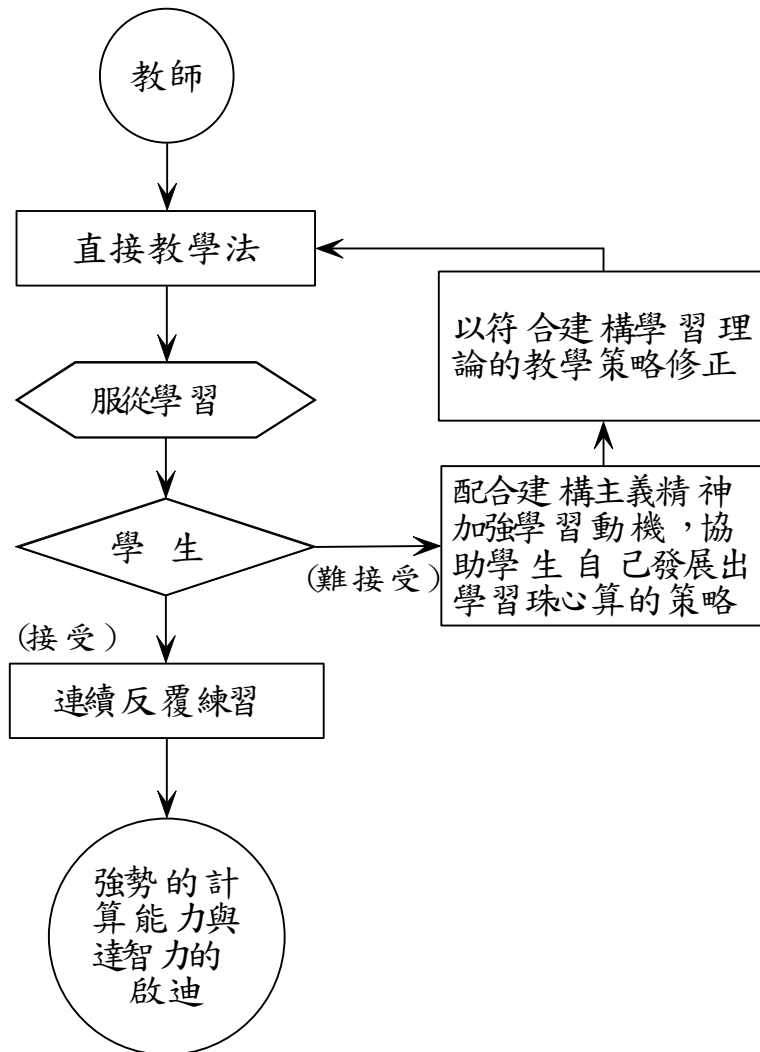 教師
直接教學法
以符合建構學習理
論的教學策略修正
服從學習
配合建構主義精神
加強學習動機,協
助學生自己發展出
學習珠心算的策略
學生
(難接受)
(接受)
連續反覆練習
強勢的計
算能力與
達智力的
啟迪